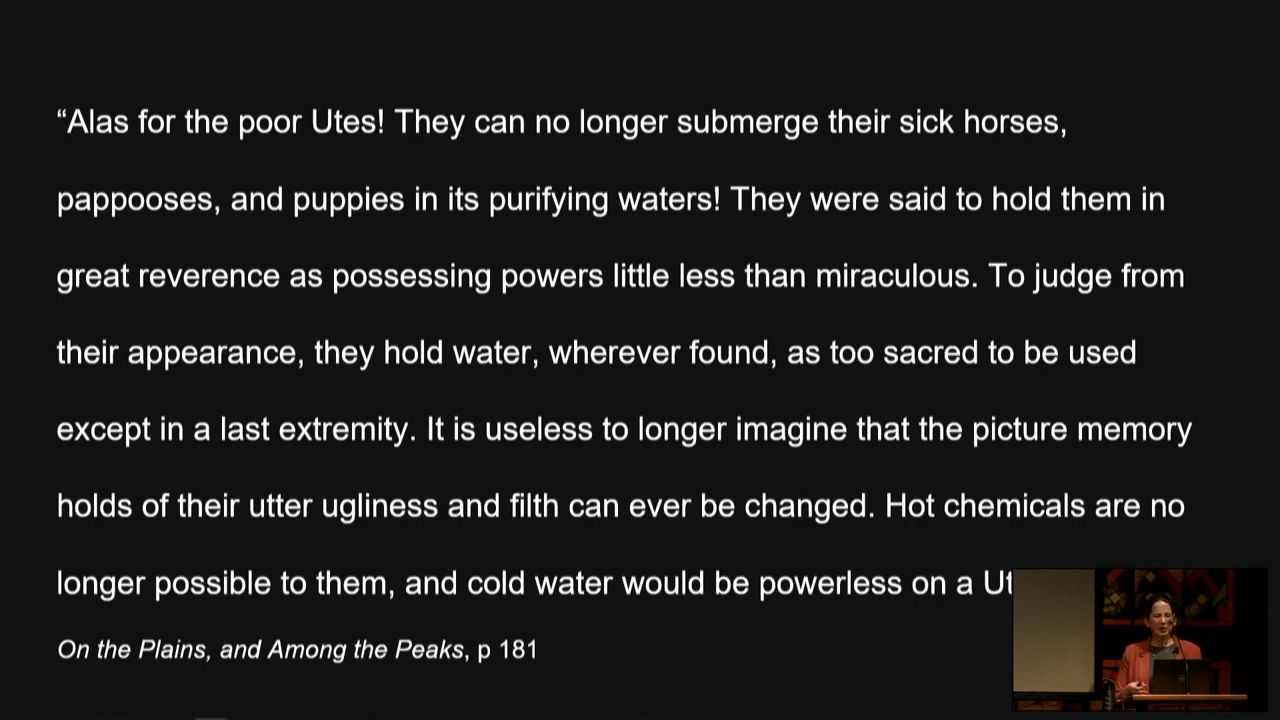 “Alas for the poor Utes! They can no longer submerge their sick horses,
pappooses, and puppies in its purifying waters! They were said to hold them in
great reverence as possessing powers little less than miraculous. To judge from
their appearance, they hold water, wherever found, as too sacred to be used
except in a last extremity. It is useless to longer imagine that the picture memory
holds of their utter ugliness and filth can ever be changed. Hot chemicals are no
longer possible to them, and cold water would be powerless on a
On the Plains, and Among the Peaks, p 181